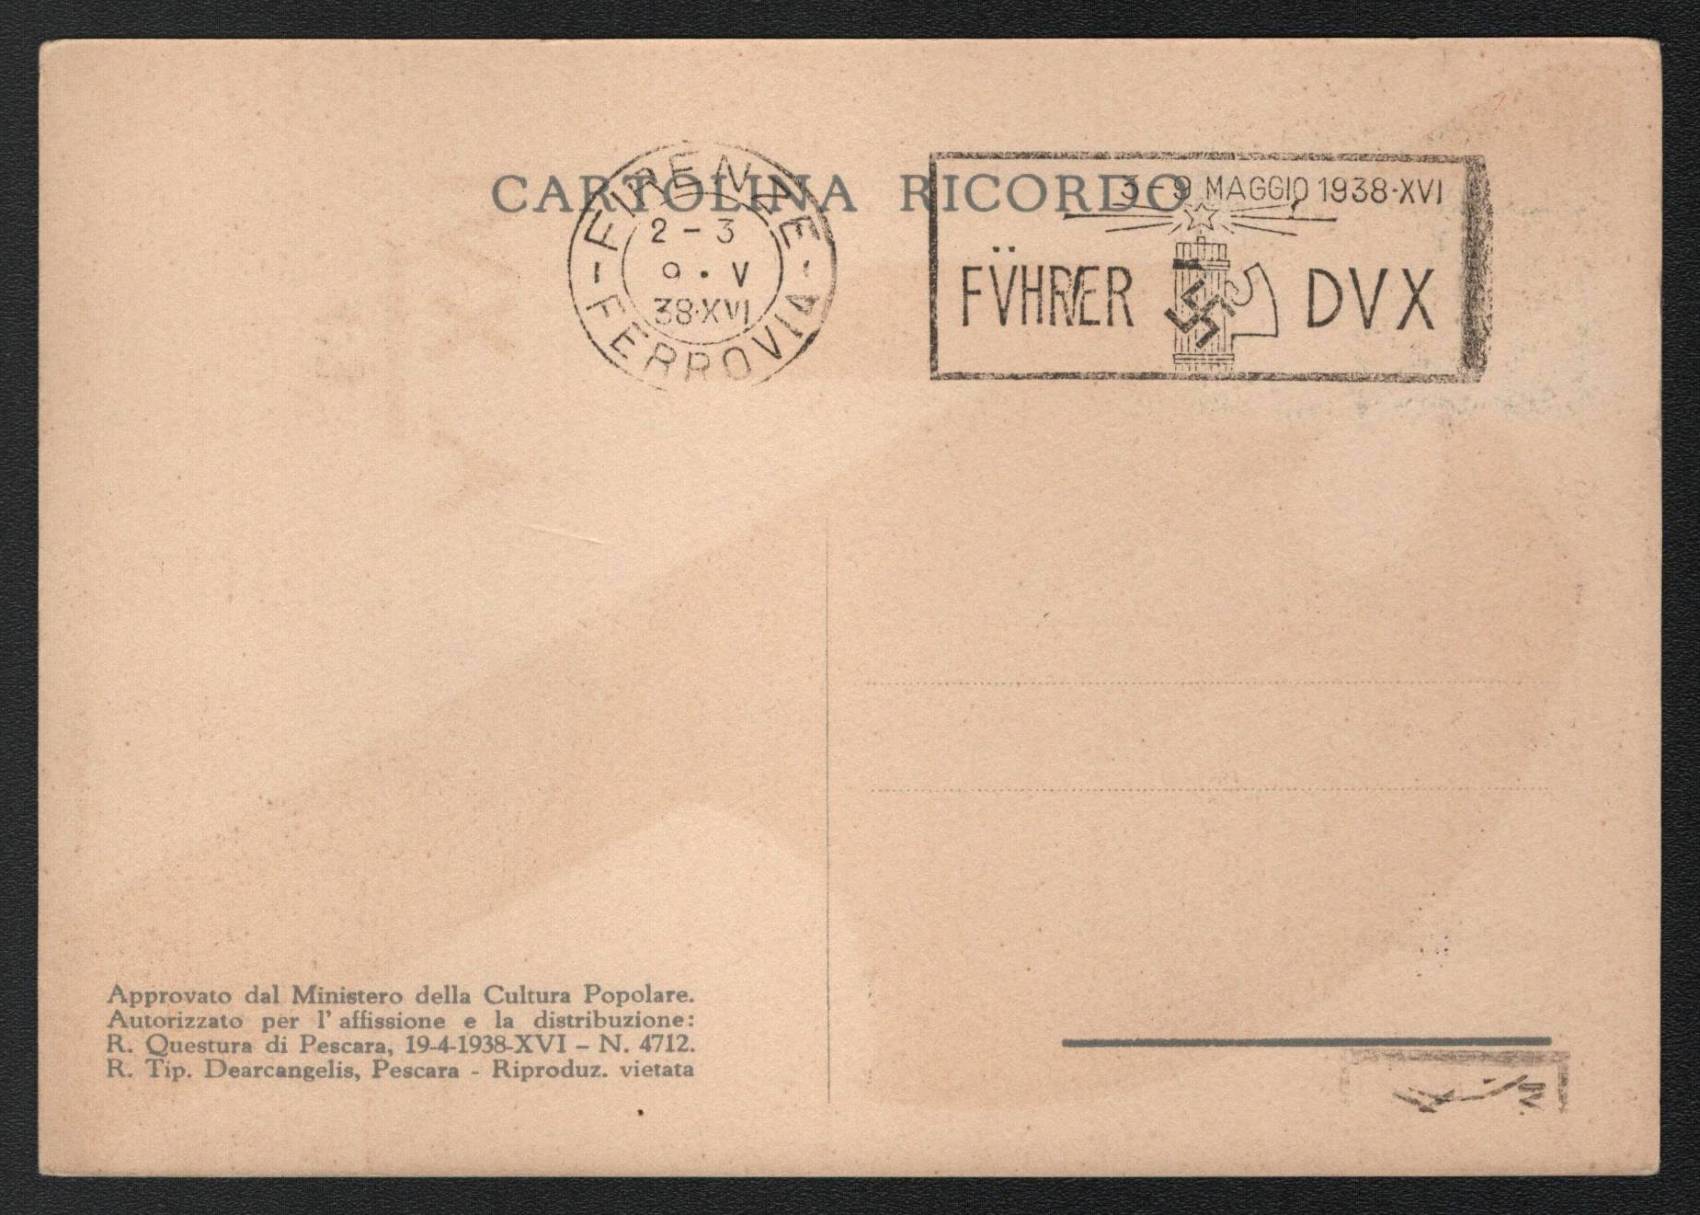 CARTOLINA RICORDO
FIRENZE
2-3
9·V
38·XVI
-FERROVIA-
3-9 MAGGIO 1938·XVI
FÜHRER DVX
Approvato dal Ministero della Cultura Popolare.
Autorizzato per l'affissione e la distribuzione:
R. Questura di Pescara, 19-4-1938-XVI – N. 4712.
R. Tip. Dearcangelis, Pescara - Riproduz. vietata